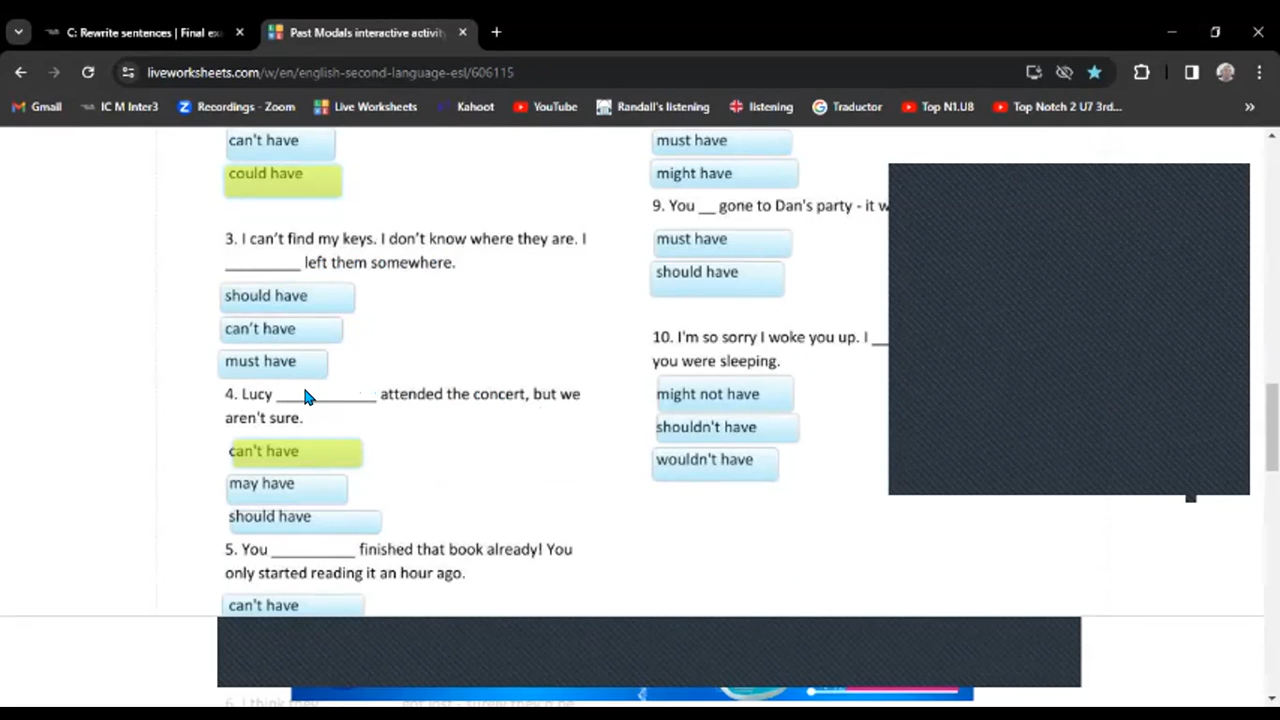 C: Rewrite sentences | Final ex
Past Modals interactive activity
liveworksheets.com/w/en/english-second-language-esl/606115
Gmail
IC M Inter3
Recordings - Zoom
Live Worksheets
Kahoot
YouTube
Randall's listening
listening
Traductor
Top N1.U8
Top Notch 2 U7 3rd...
can't have
could have
3. I can't find my keys. I don't know where they are. I
__________ left them somewhere.
should have
can't have
must have
4. Lucy _____________ attended the concert, but we
aren't sure.
can't have
may have
should have
5. You ___________ finished that book already! You
only started reading it an hour ago.
can't have
6. I think they
must have
might have
9. You __ gone to Dan's party - it w
must have
should have
10. I'm so sorry I woke you up. I __
you were sleeping.
might not have
shouldn't have
wouldn't have